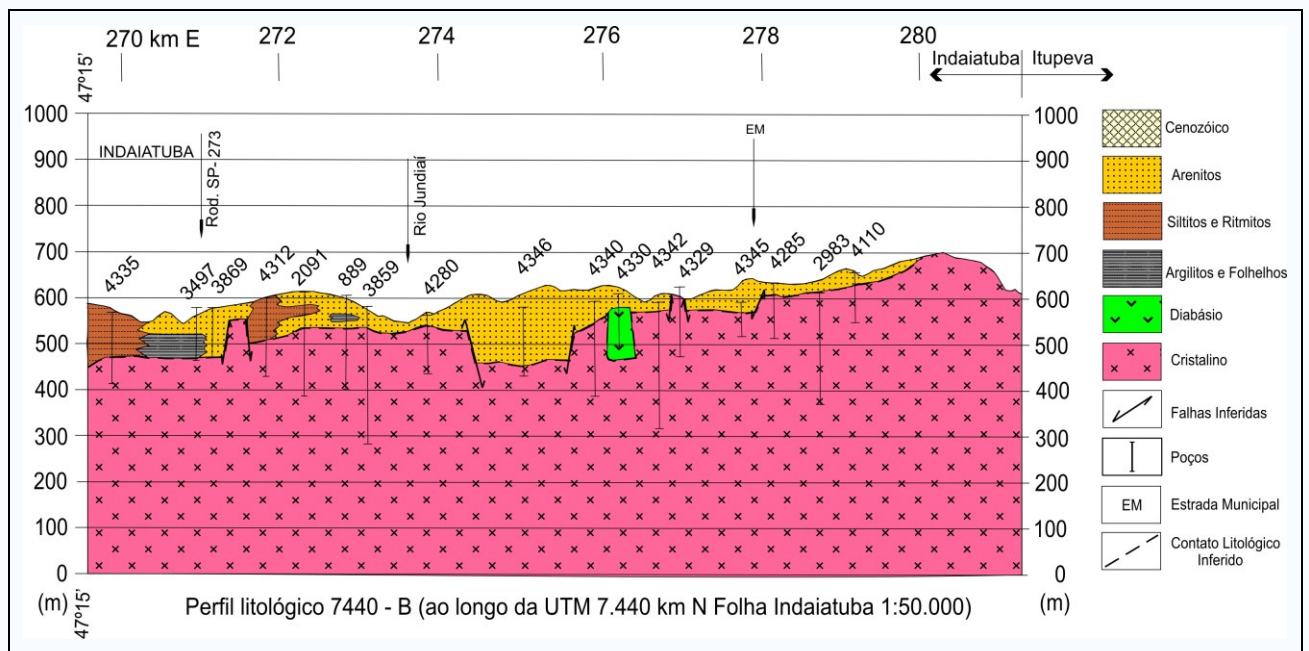 270 km E 272 274 276 278 280
47º15'
Indaiatuba Itupeva
1000 1000
900 900
800 800
700 700
600 600
500 500
400 400
300 300
200 200
100 100
0 0
(m) (m)
47º15'
INDAIATUBA
Rod. SP- 273
Rio Jundiaí
EM
4335
3497
3869
4312
2091
889
3859
4280
4346
4340
4330
4342
4329
4345
4285
2983
4110
Cenozóico
Arenitos
Siltitos e Ritmitos
Argilitos e Folhelhos
Diabásio
Cristalino
Falhas Inferidas
Poços
EM Estrada Municipal
Contato Litológico
Inferido
Perfil litológico 7440 - B (ao longo da UTM 7.440 km N Folha Indaiatuba 1:50.000)